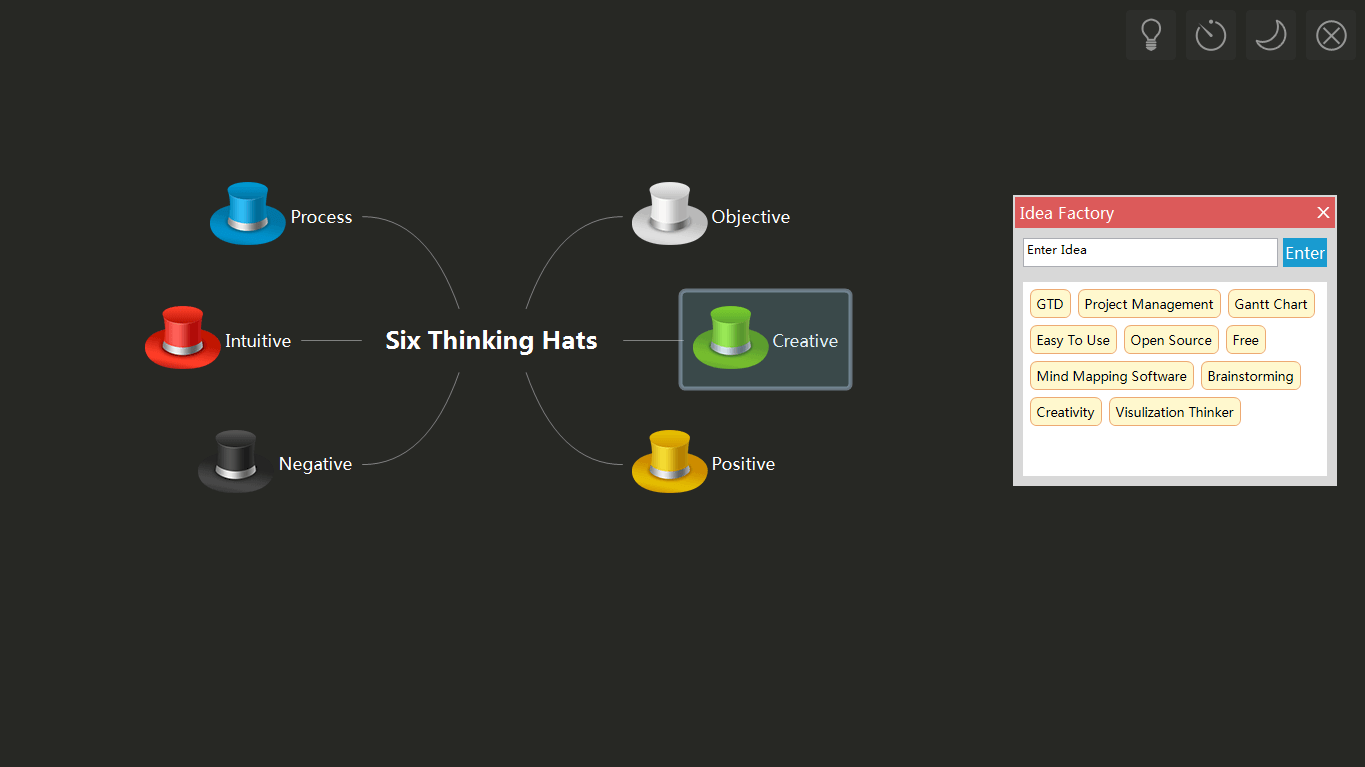 Process
Objective
Intuitive
Six Thinking Hats
Creative
Negative
Positive
Idea Factory
Enter Idea
Enter
GTD Project Management Gantt Chart
Easy To Use Open Source Free
Mind Mapping Software Brainstorming
Creativity Visulization Thinker